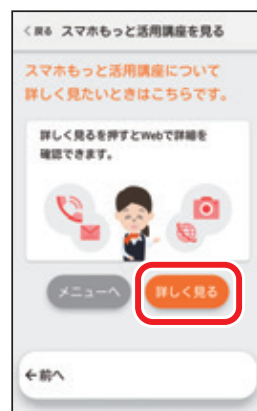 < 戻る スマホもっと活用講座を見る
スマホもっと活用講座について
詳しく見たいときはこちらです。
詳しく見るを押すとWebで詳細を
確認できます。
メニューへ 詳しく見る
←前へ